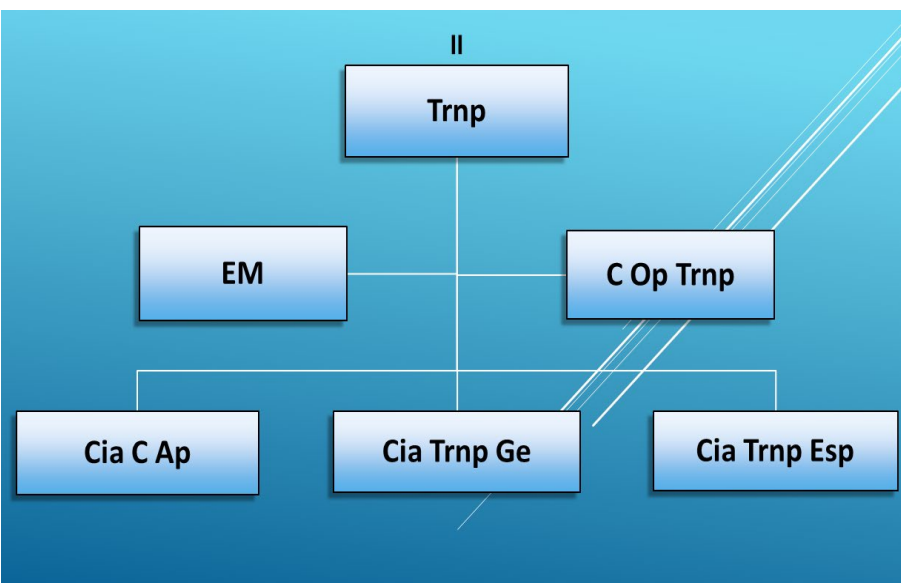 II
Trnp
EM
C Op Trnp
Cia C Ap
Cia Trnp Ge
Cia Trnp Esp